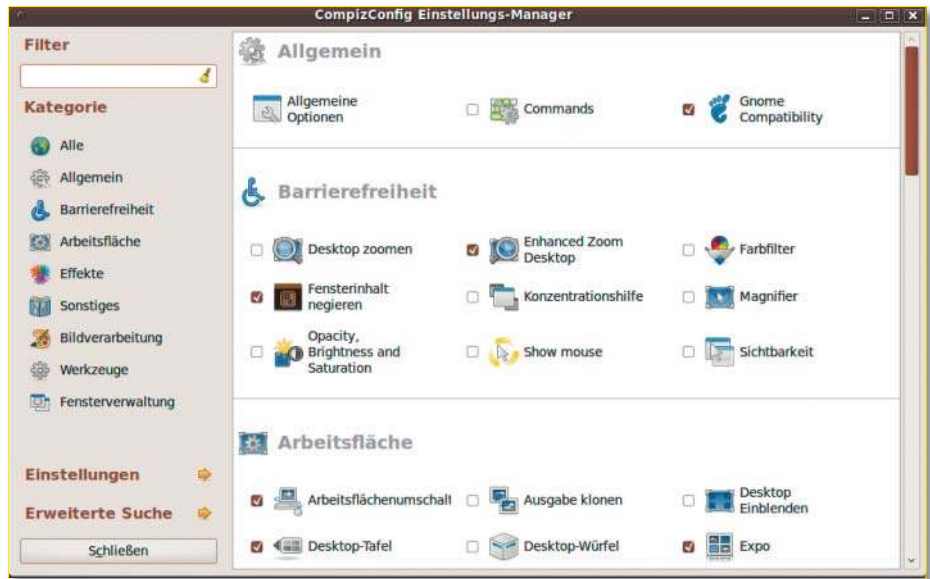 CompizConfig Einstellungs-Manager
Filter
Kategorie
Alle
Allgemein
Barrierefreiheit
Arbeitsfläche
Effekte
Sonstiges
Bildverarbeitung
Werkzeuge
Fensterverwaltung
Einstellungen
Erweiterte Suche
Schließen
Allgemein
Allgemeine
Optionen
Commands
Gnome
Compatibility
Barrierefreiheit
Desktop zoomen
Enhanced Zoom
Desktop
Farbfilter
Fensterinhalt
negieren
Konzentrationshilfe
Magnifier
Opacity,
Brightness and
Saturation
Show mouse
Sichtbarkeit
Arbeitsfläche
Arbeitsflächenumschalt
Ausgabe klonen
Desktop
Einblenden
Desktop-Tafel
Desktop-Würfel
Expo